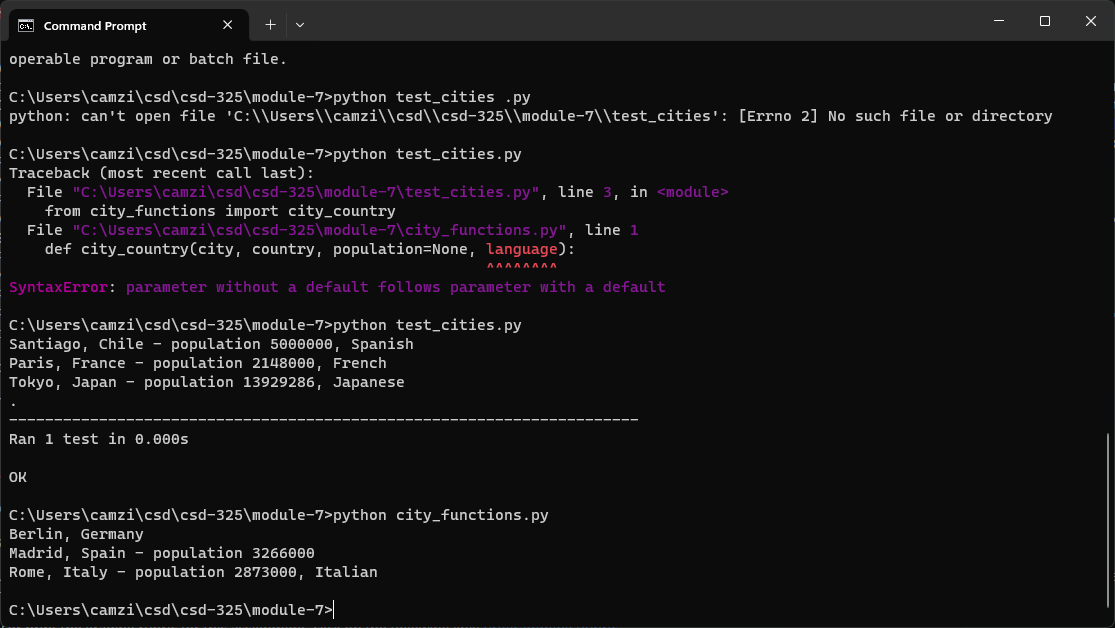 Command Prompt
operable program or batch file.
C:\Users\camzi\csd\csd-325\module-7>python test_cities .py
python: can't open file 'C:\\Users\\camzi\\csd\\csd-325\\module-7\\test_cities': [Errno 2] No such file or directory
C:\Users\camzi\csd\csd-325\module-7>python test_cities.py
Traceback (most recent call last):
  File "C:\Users\camzi\csd\csd-325\module-7\test_cities.py", line 3, in <module>
    from city_functions import city_country
  File "C:\Users\camzi\csd\csd-325\module-7\city_functions.py", line 1
    def city_country(city, country, population=None, language):
                                                     ^^^^^^^^
SyntaxError: parameter without a default follows parameter with a default
C:\Users\camzi\csd\csd-325\module-7>python test_cities.py
Santiago, Chile - population 5000000, Spanish
Paris, France - population 2148000, French
Tokyo, Japan - population 13929286, Japanese
.
----------------------------------------------------------------------
Ran 1 test in 0.000s
OK
C:\Users\camzi\csd\csd-325\module-7>python city_functions.py
Berlin, Germany
Madrid, Spain - population 3266000
Rome, Italy - population 2873000, Italian
C:\Users\camzi\csd\csd-325\module-7>